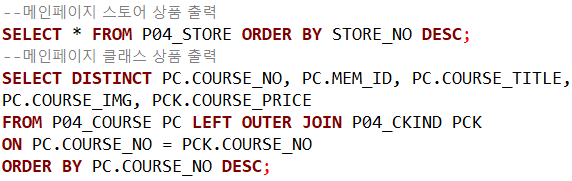 --메인페이지 스토어 상품 출력
SELECT * FROM P04_STORE ORDER BY STORE_NO DESC;
--메인페이지 클래스 상품 출력
SELECT DISTINCT PC.COURSE_NO, PC.MEM_ID, PC.COURSE_TITLE,
PC.COURSE_IMG, PCK.COURSE_PRICE
FROM P04_COURSE PC LEFT OUTER JOIN P04_CKIND PCK
ON PC.COURSE_NO = PCK.COURSE_NO
ORDER BY PC.COURSE_NO DESC;